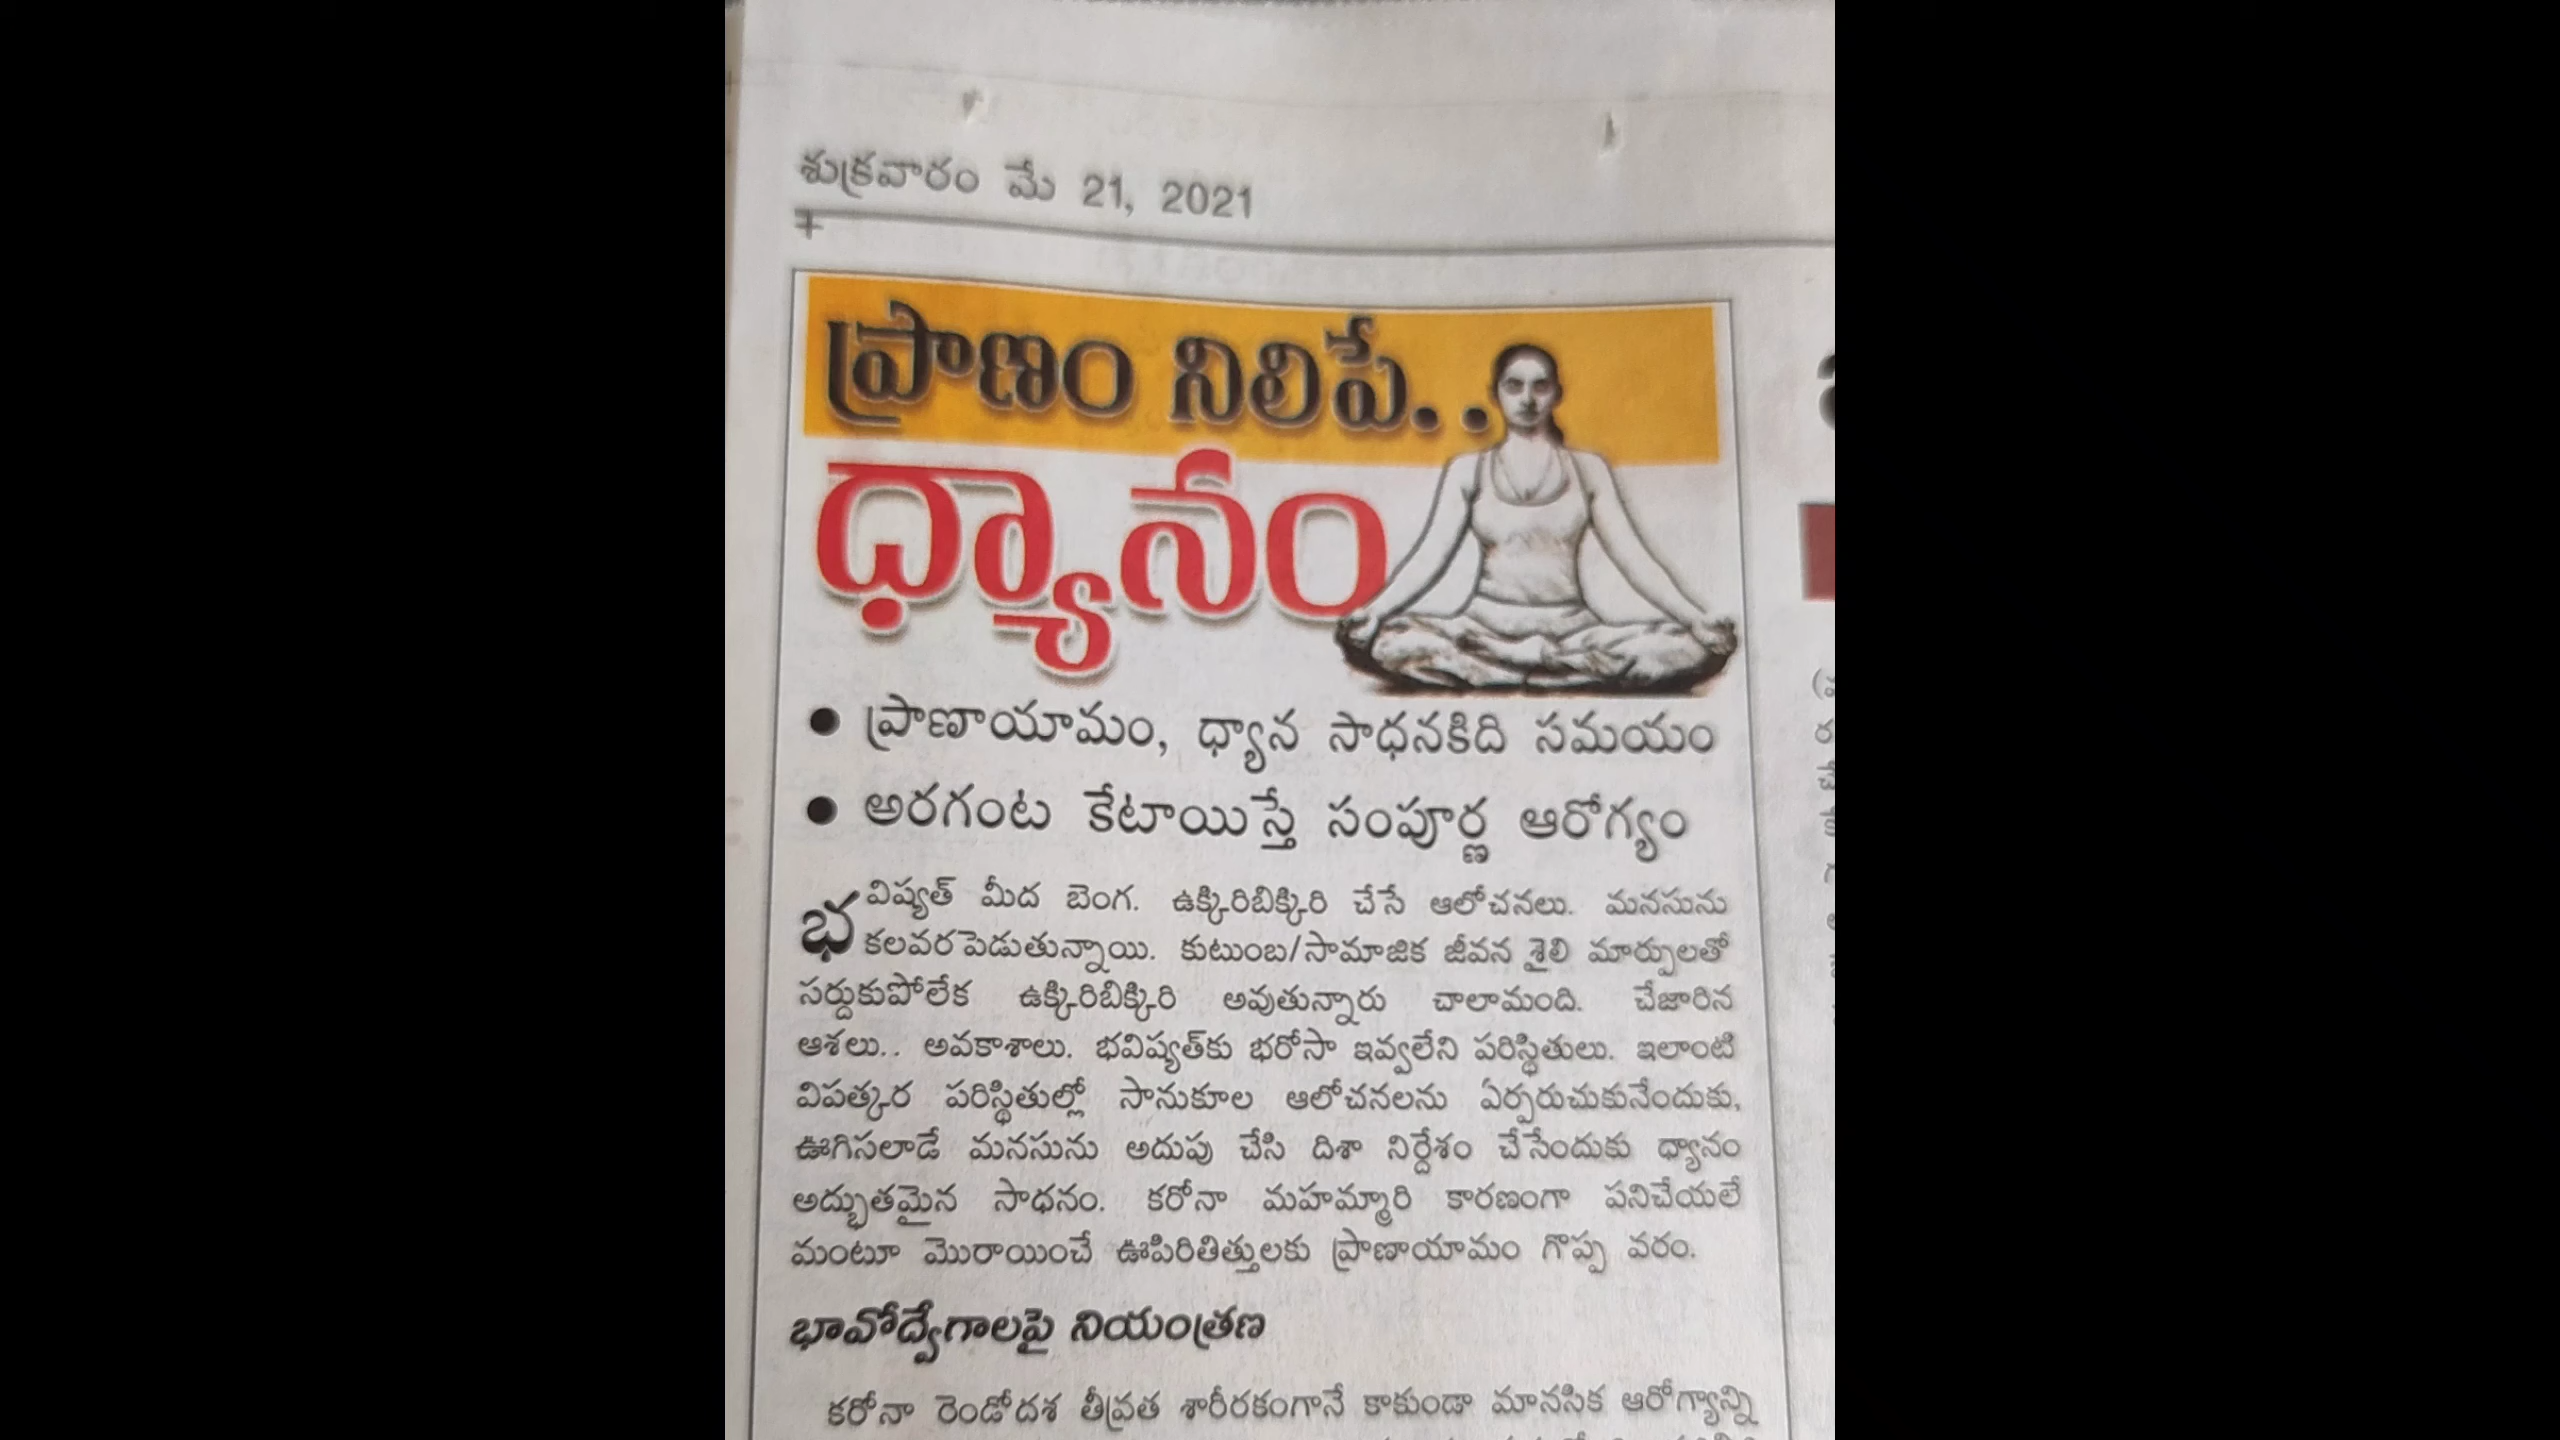 శుక్రవారం మే 21, 2021
ప్రాణం నిలిపే..
ధ్యానం
• ప్రాణాయామం, ధ్యాన సాధనకిది సమయం
• అరగంట కేటాయిస్తే సంపూర్ణ ఆరోగ్యం
భవిష్యత్ మీద బెంగ. ఉక్కిరిబిక్కిరి చేసే ఆలోచనలు. మనసును
కలవరపెడుతున్నాయి. కుటుంబ/సామాజిక జీవన శైలి మార్పులతో
సర్దుకుపోలేక ఉక్కిరిబిక్కిరి అవుతున్నారు చాలామంది. చేజారిన
ఆశలు.. అవకాశాలు. భవిష్యత్‌కు భరోసా ఇవ్వలేని పరిస్థితులు. ఇలాంటి
విపత్కర పరిస్థితుల్లో సానుకూల ఆలోచనలను ఏర్పరుచుకునేందుకు,
ఊగిసలాడే మనసును అదుపు చేసి దిశా నిర్దేశం చేసేందుకు ధ్యానం
అద్భుతమైన సాధనం. కరోనా మహమ్మారి కారణంగా పనిచేయలే
మంటూ మొరాయించే ఊపిరితిత్తులకు ప్రాణాయామం గొప్ప వరం.
భావోద్వేగాలపై నియంత్రణ
కరోనా రెండోదశ తీవ్రత శారీరకంగానే కాకుండా మానసిక ఆరోగ్యాన్ని